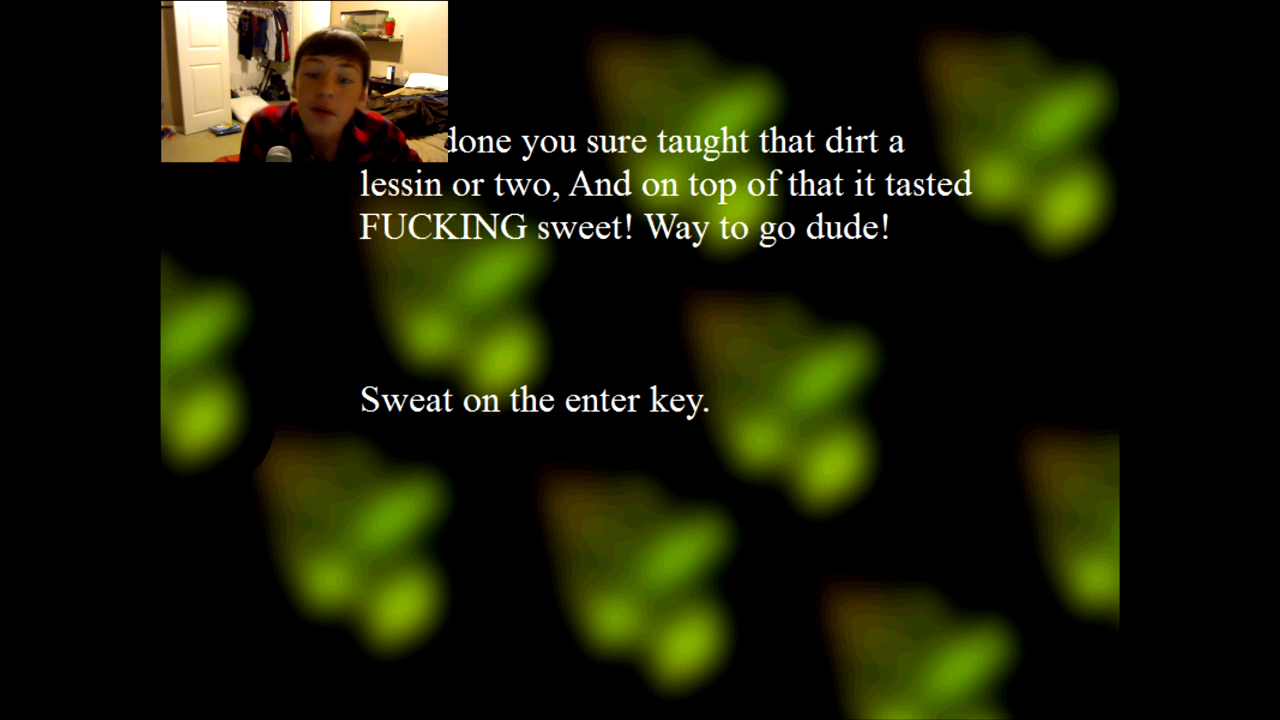 done you sure taught that dirt a
lessin or two, And on top of that it tasted
FUCKING sweet! Way to go dude!
Sweat on the enter key.